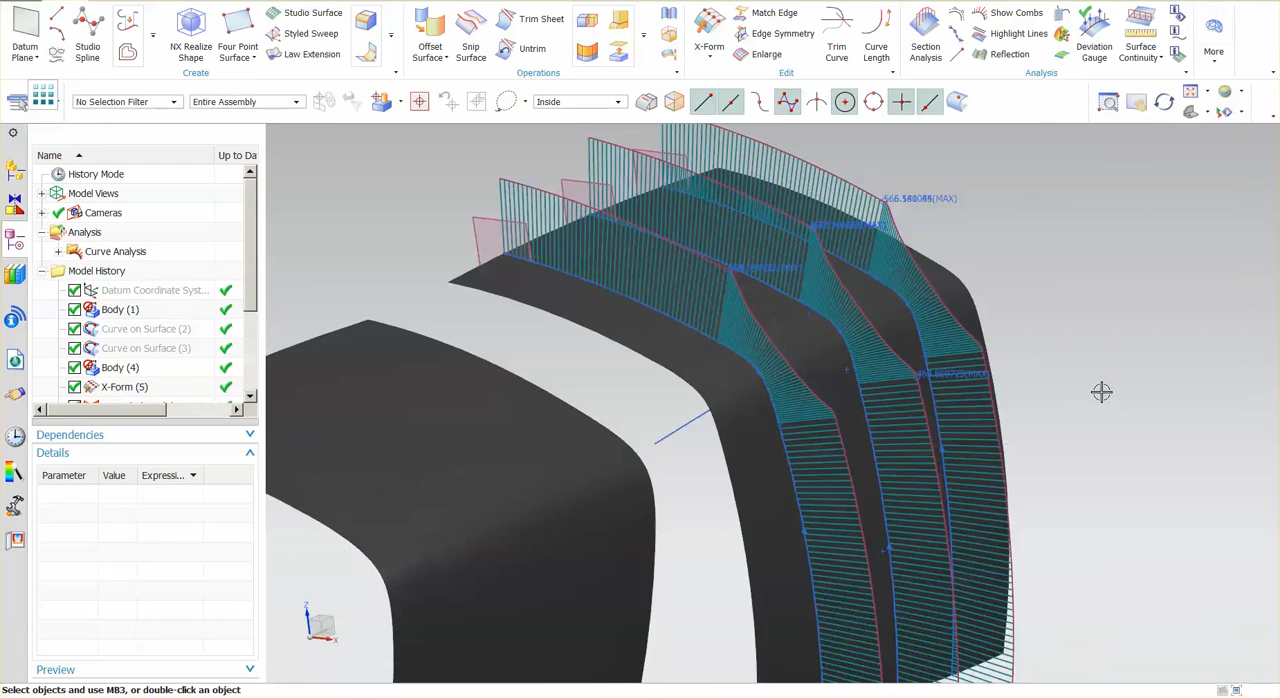 Datum Plane
Studio Spline
NX Realize Shape
Four Point Surface
Studio Surface
Styled Sweep
Law Extension
Create
Offset Surface
Snip Surface
Trim Sheet
Untrim
Operations
X-Form
Match Edge
Edge Symmetry
Enlarge
Trim Curve
Curve Length
Edit
Section Analysis
Show Combs
Highlight Lines
Reflection
Deviation Gauge
Surface Continuity
Analysis
More
No Selection Filter
Entire Assembly
Inside
Name
Up to Da
History Mode
Model Views
Cameras
Analysis
Curve Analysis
Model History
Datum Coordinate Syst...
Body (1)
Curve on Surface (2)
Curve on Surface (3)
Body (4)
X-Form (5)
Dependencies
Details
Parameter Value Expressi...
Preview
Z
X
Select objects and use MB3, or double-click an object